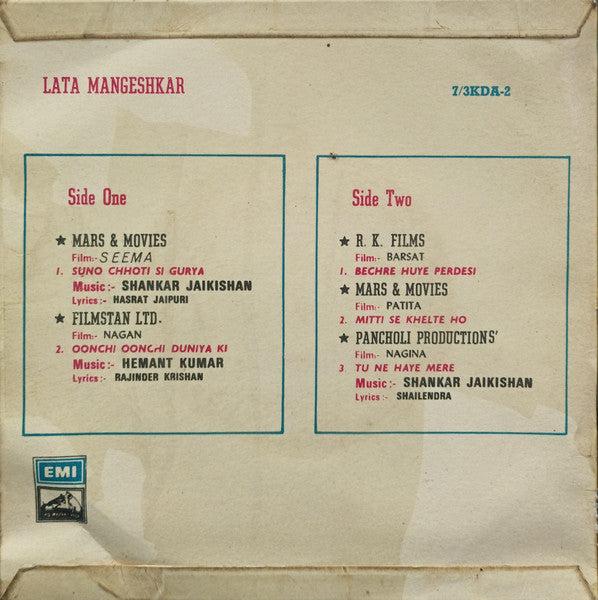 LATA MANGESHKAR
7/3KDA-2
Side One
★ MARS & MOVIES
Film:- SEEMA
1. SUNO CHHOTI SI GURYA
Music:- SHANKAR JAIKISHAN
Lyrics:- HASRAT JAIPURI
★ FILMSTAN LTD.
Film:- NAGAN
2. OONCHI OONCHI DUNIYA KI
Music:- HEMANT KUMAR
Lyrics:- RAJINDER KRISHAN
Side Two
★ R. K. FILMS
Film:- BARSAT
1. BECHRE HUYE PERDESI
★ MARS & MOVIES
Film:- PATITA
2. MITTI SE KHELTE HO
★ PANCHOLI PRODUCTIONS'
Film:- NAGINA
3. TU NE HAYE MERE
Music:- SHANKAR JAIKISHAN
Lyrics:- SHAILENDRA
EMI